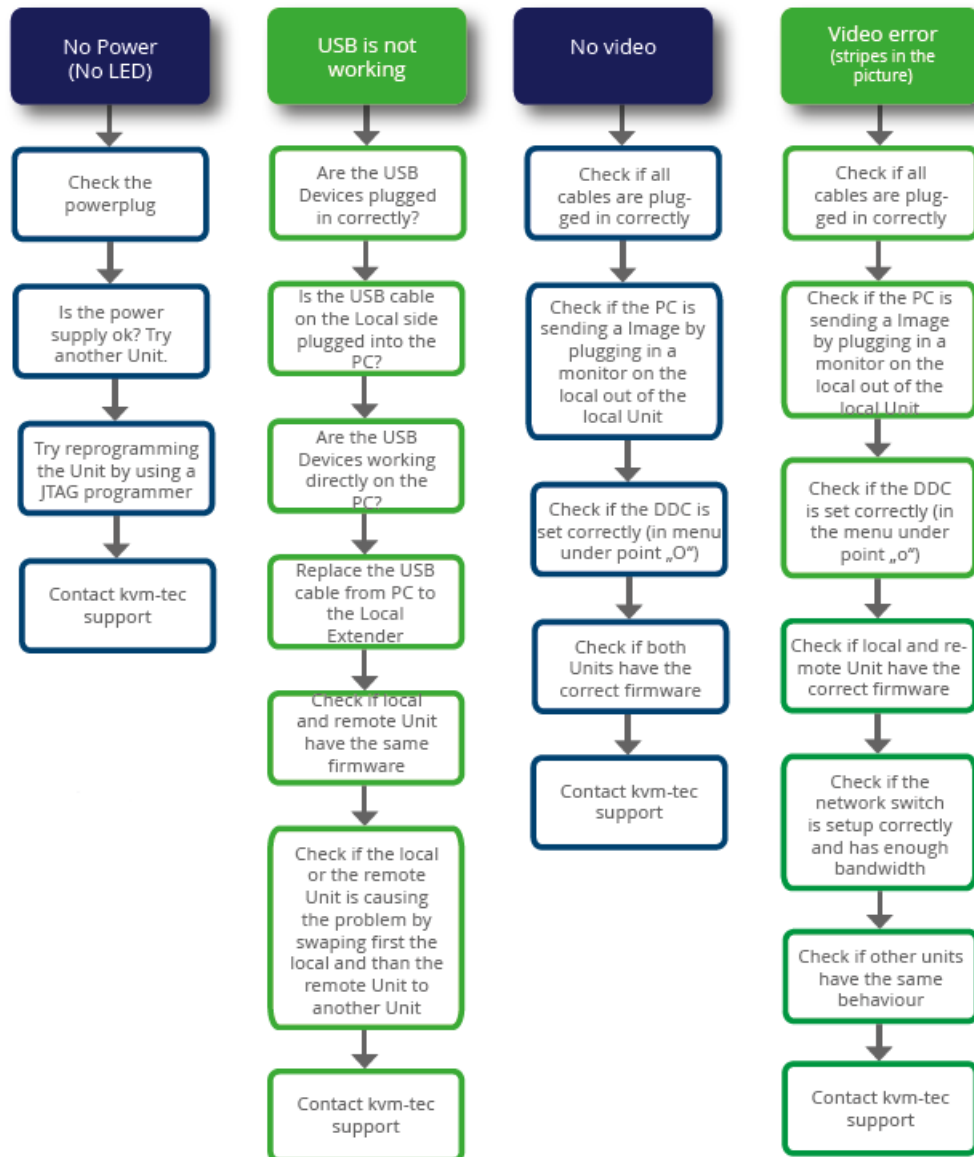 No Power
(No LED)
Check the
powerplug
Is the power
supply ok? Try
another Unit.
Try reprogramming
the Unit by using a
JTAG programmer
Contact kvm-tec
support
USB is not
working
Are the USB
Devices plugged
in correctly?
Is the USB cable
on the Local side
plugged into the
PC?
Are the USB
Devices working
directly on the
PC?
Replace the USB
cable from PC to
the Local
Extender
Check if local
and remote Unit
have the same
firmware
Check if the local
or the remote
Unit is causing
the problem by
swaping first the
local and than the
remote Unit to
another Unit
Contact kvm-tec
support
No video
Check if all
cables are plug-
ged in correctly
Check if the PC is
sending a Image by
plugging in a
monitor on the
local out of the
local Unit
Check if the DDC is
set correctly (in menu
under point „O“)
Check if both
Units have the
correct firmware
Contact kvm-tec
support
Video error
(stripes in the
picture)
Check if all
cables are plug-
ged in correctly
Check if the PC is
sending a Image
by plugging in a
monitor on the
local out of the
local Unit
Check if the DDC
is set correctly (in
the menu under
point „o“)
Check if local and re-
mote Unit have the
correct firmware
Check if the
network switch
is setup correctly
and has enough
bandwidth
Check if other units
have the same
behaviour
Contact kvm-tec
support